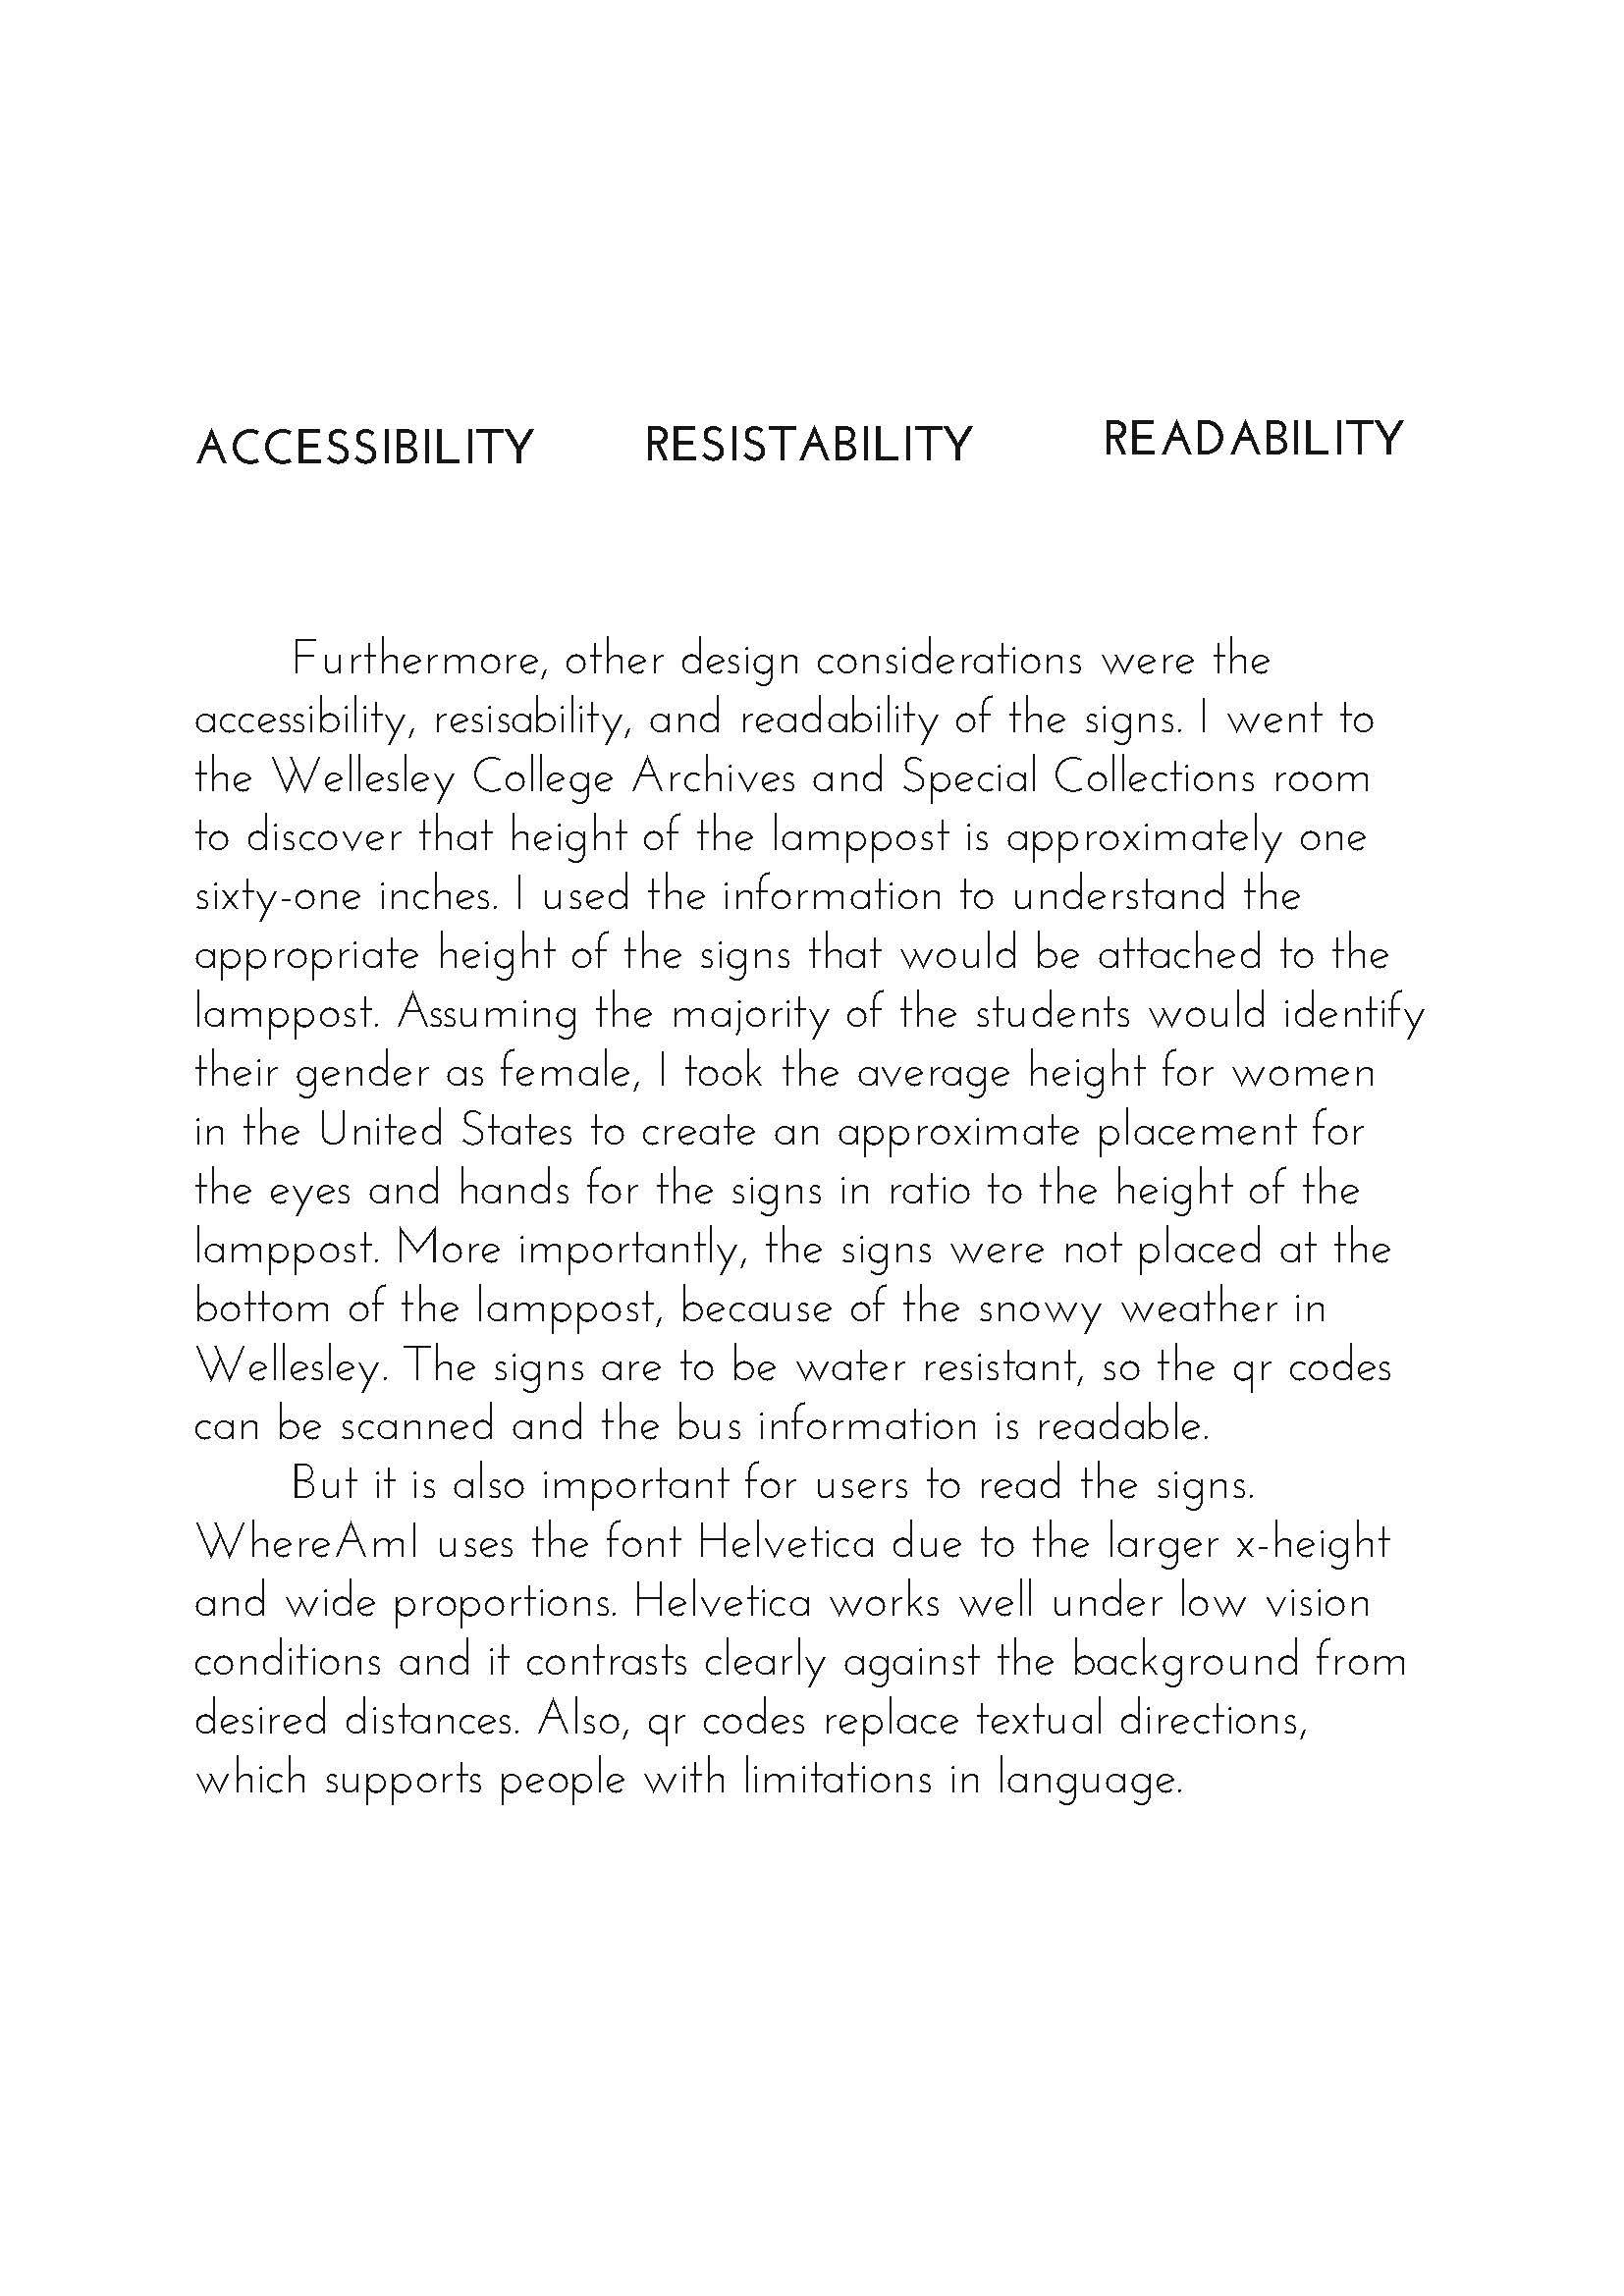 ACCESSIBILITY RESISTABILITY READABILITY
Furthermore, other design considerations were the
accessibility, resisability, and readability of the signs. I went to
the Wellesley College Archives and Special Collections room
to discover that height of the lamppost is approximately one
sixty-one inches. I used the information to understand the
appropriate height of the signs that would be attached to the
lamppost. Assuming the majority of the students would identify
their gender as female, I took the average height for women
in the United States to create an approximate placement for
the eyes and hands for the signs in ratio to the height of the
lamppost. More importantly, the signs were not placed at the
bottom of the lamppost, because of the snowy weather in
Wellesley. The signs are to be water resistant, so the qr codes
can be scanned and the bus information is readable.
But it is also important for users to read the signs.
WhereAmI uses the font Helvetica due to the larger x-height
and wide proportions. Helvetica works well under low vision
conditions and it contrasts clearly against the background from
desired distances. Also, qr codes replace textual directions,
which supports people with limitations in language.